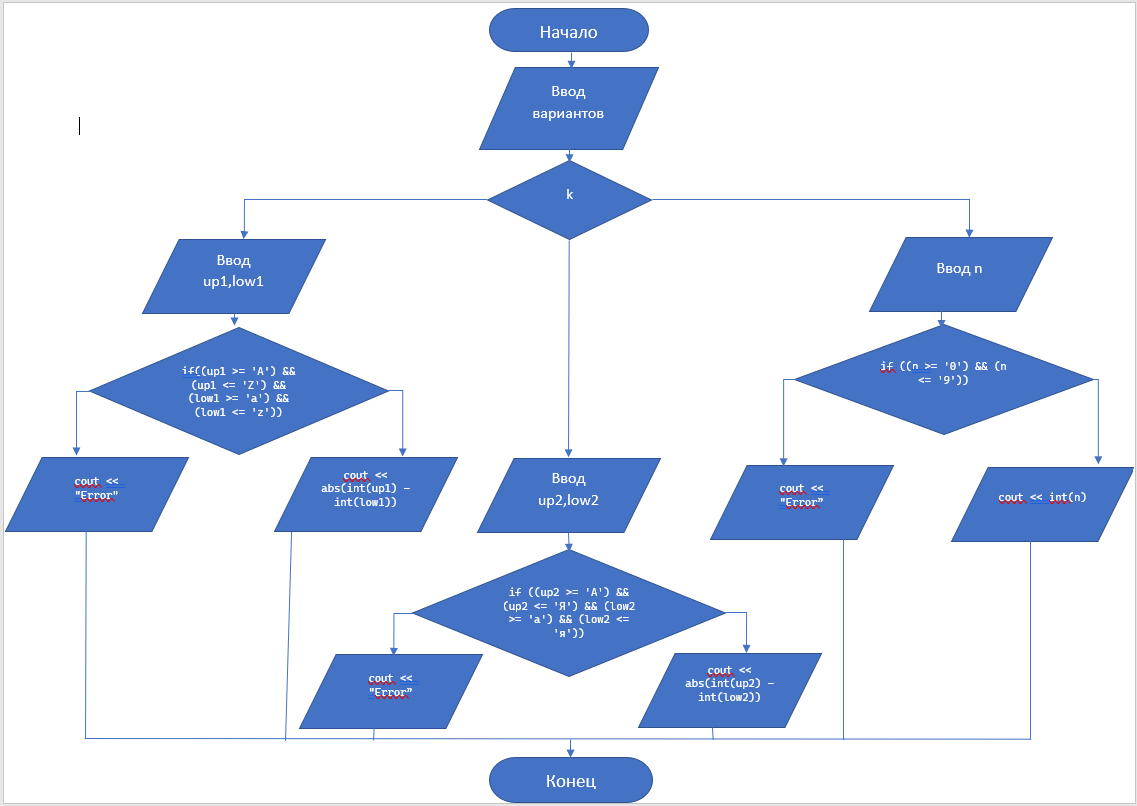 Начало
Ввод
вариантов
k
Ввод
up1,low1
if((up1 >= 'A') &&
(up1 <= 'Z') &&
(low1 >= 'a') &&
(low1 <= 'z'))
cout <<
"Error"
cout <<
abs(int(up1) –
int(low1))
Ввод
up2,low2
if ((up2 >= 'А') &&
(up2 <= 'Я') && (low2
>= 'а') && (low2 <=
'я'))
cout <<
"Error"
cout <<
abs(int(up2) –
int(low2))
Ввод n
if ((n >= '0') && (n
<= '9'))
cout <<
"Error"
cout << int(n)
Конец